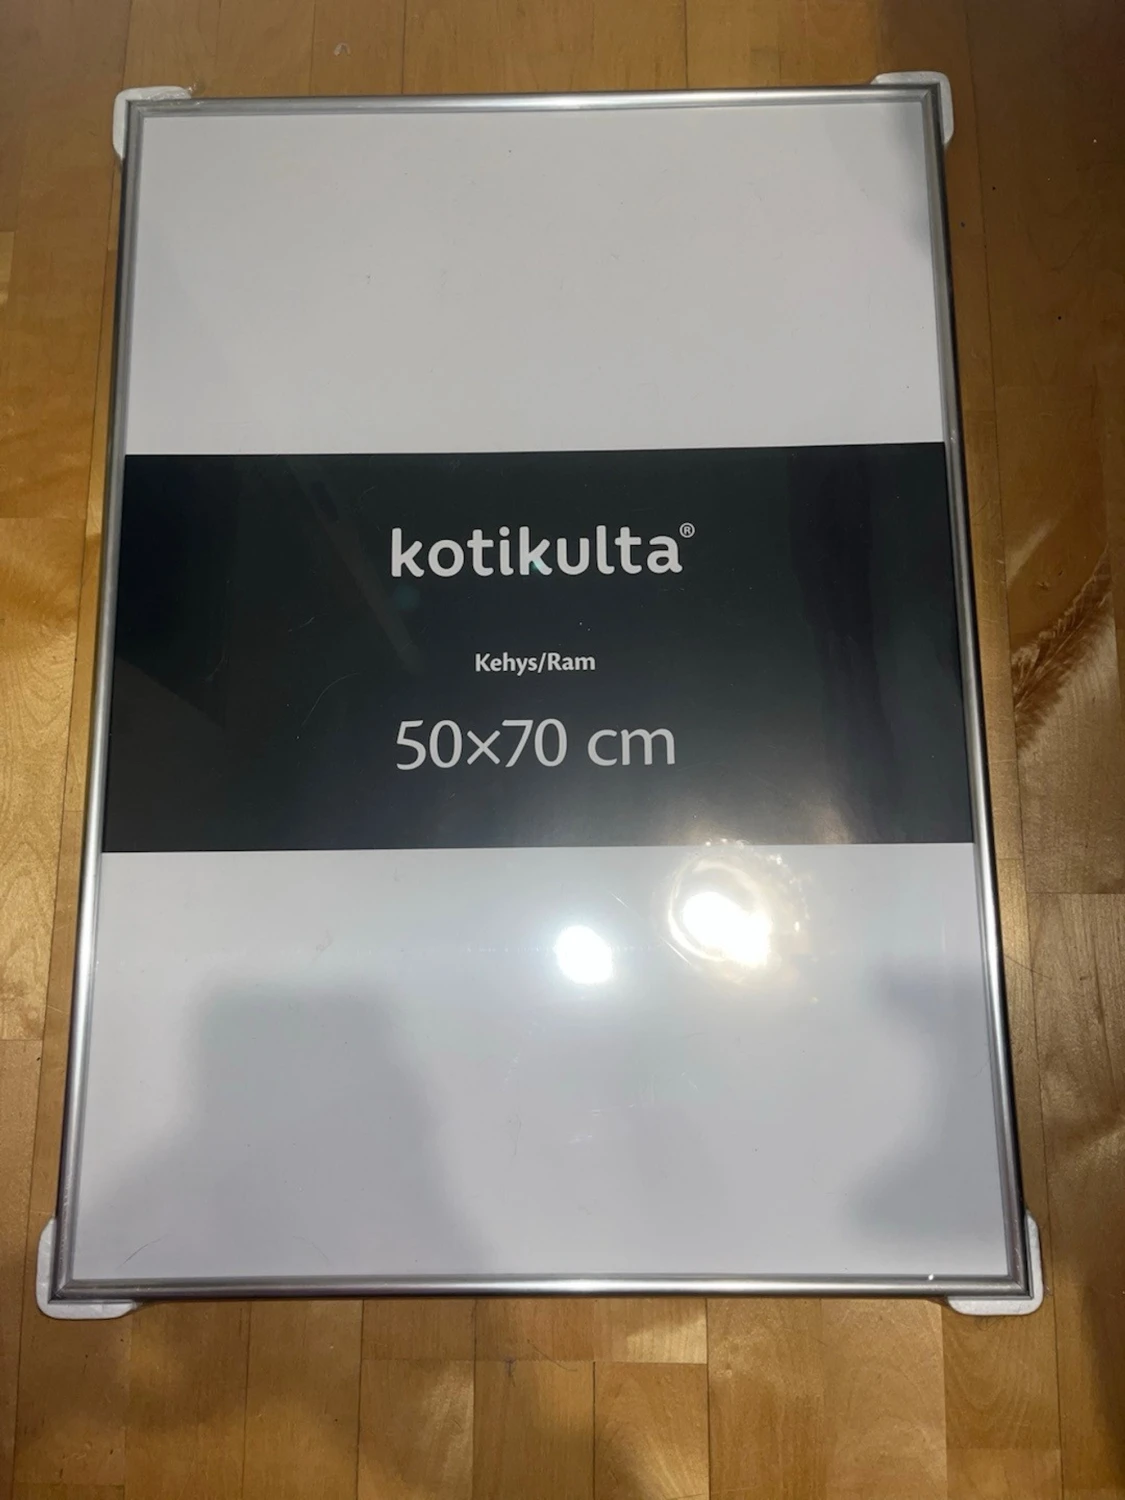 kotikulta®
Kehys/Ram
50×70 cm